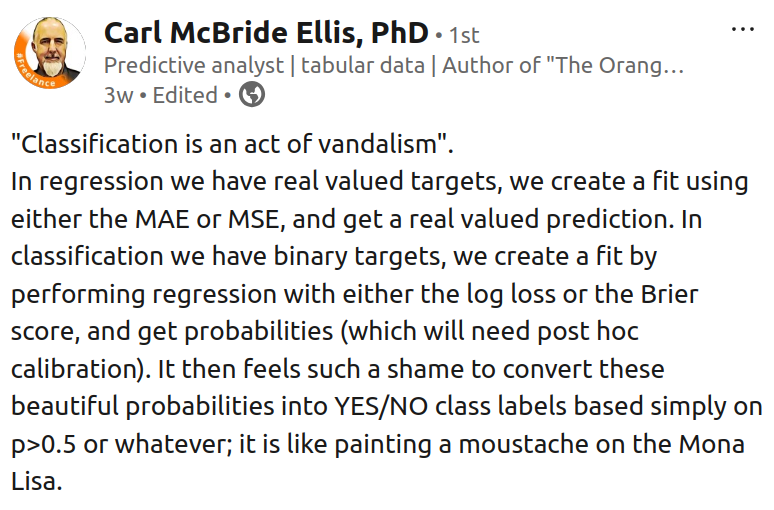 Carl McBride Ellis, PhD • 1st
Predictive analyst | tabular data | Author of "The Orang…
3w • Edited •
#Freelance
"Classification is an act of vandalism".
In regression we have real valued targets, we create a fit using
either the MAE or MSE, and get a real valued prediction. In
classification we have binary targets, we create a fit by
performing regression with either the log loss or the Brier
score, and get probabilities (which will need post hoc
calibration). It then feels such a shame to convert these
beautiful probabilities into YES/NO class labels based simply on
p>0.5 or whatever; it is like painting a moustache on the Mona
Lisa.